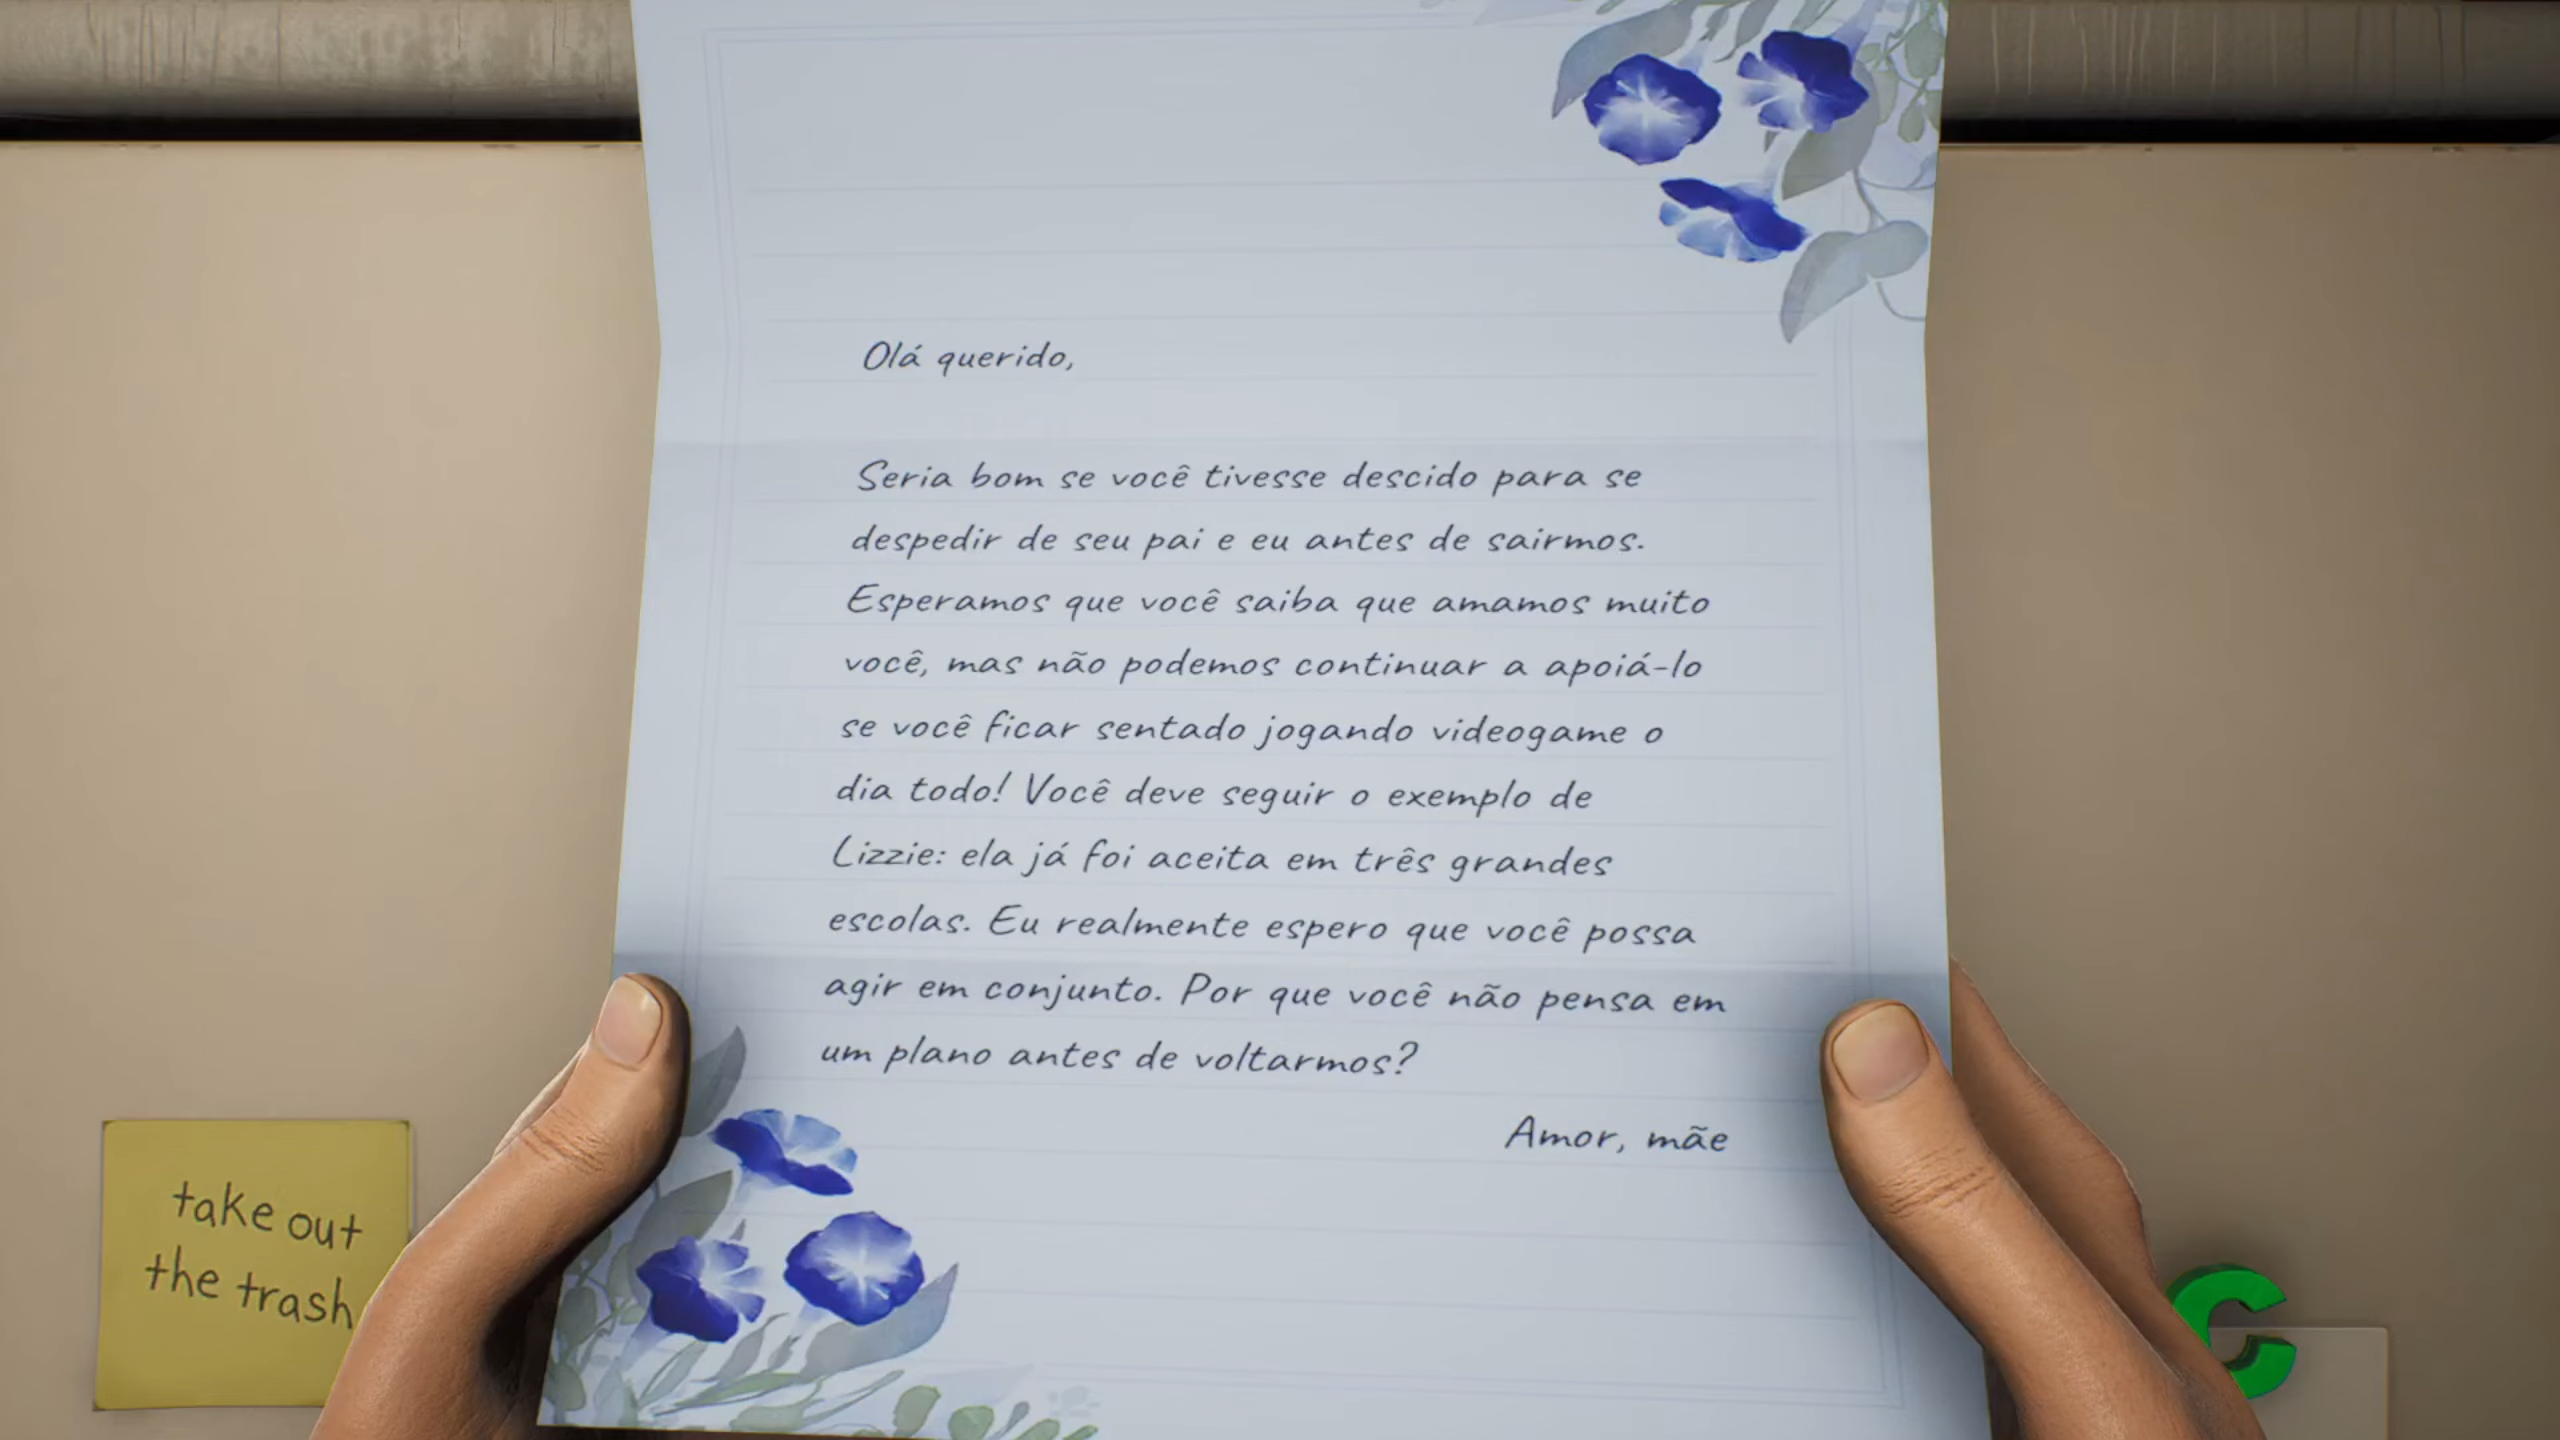 Olá querido,
Seria bom se você tivesse descido para se
despedir de seu pai e eu antes de sairmos.
Esperamos que você saiba que amamos muito
você, mas não podemos continuar a apoiá-lo
se você ficar sentado jogando videogame o
dia todo! Você deve seguir o exemplo de
Lizzie: ela já foi aceita em três grandes
escolas. Eu realmente espero que você possa
agir em conjunto. Por que você não pensa em
um plano antes de voltarmos?
Amor, mãe
take out
the trash
C